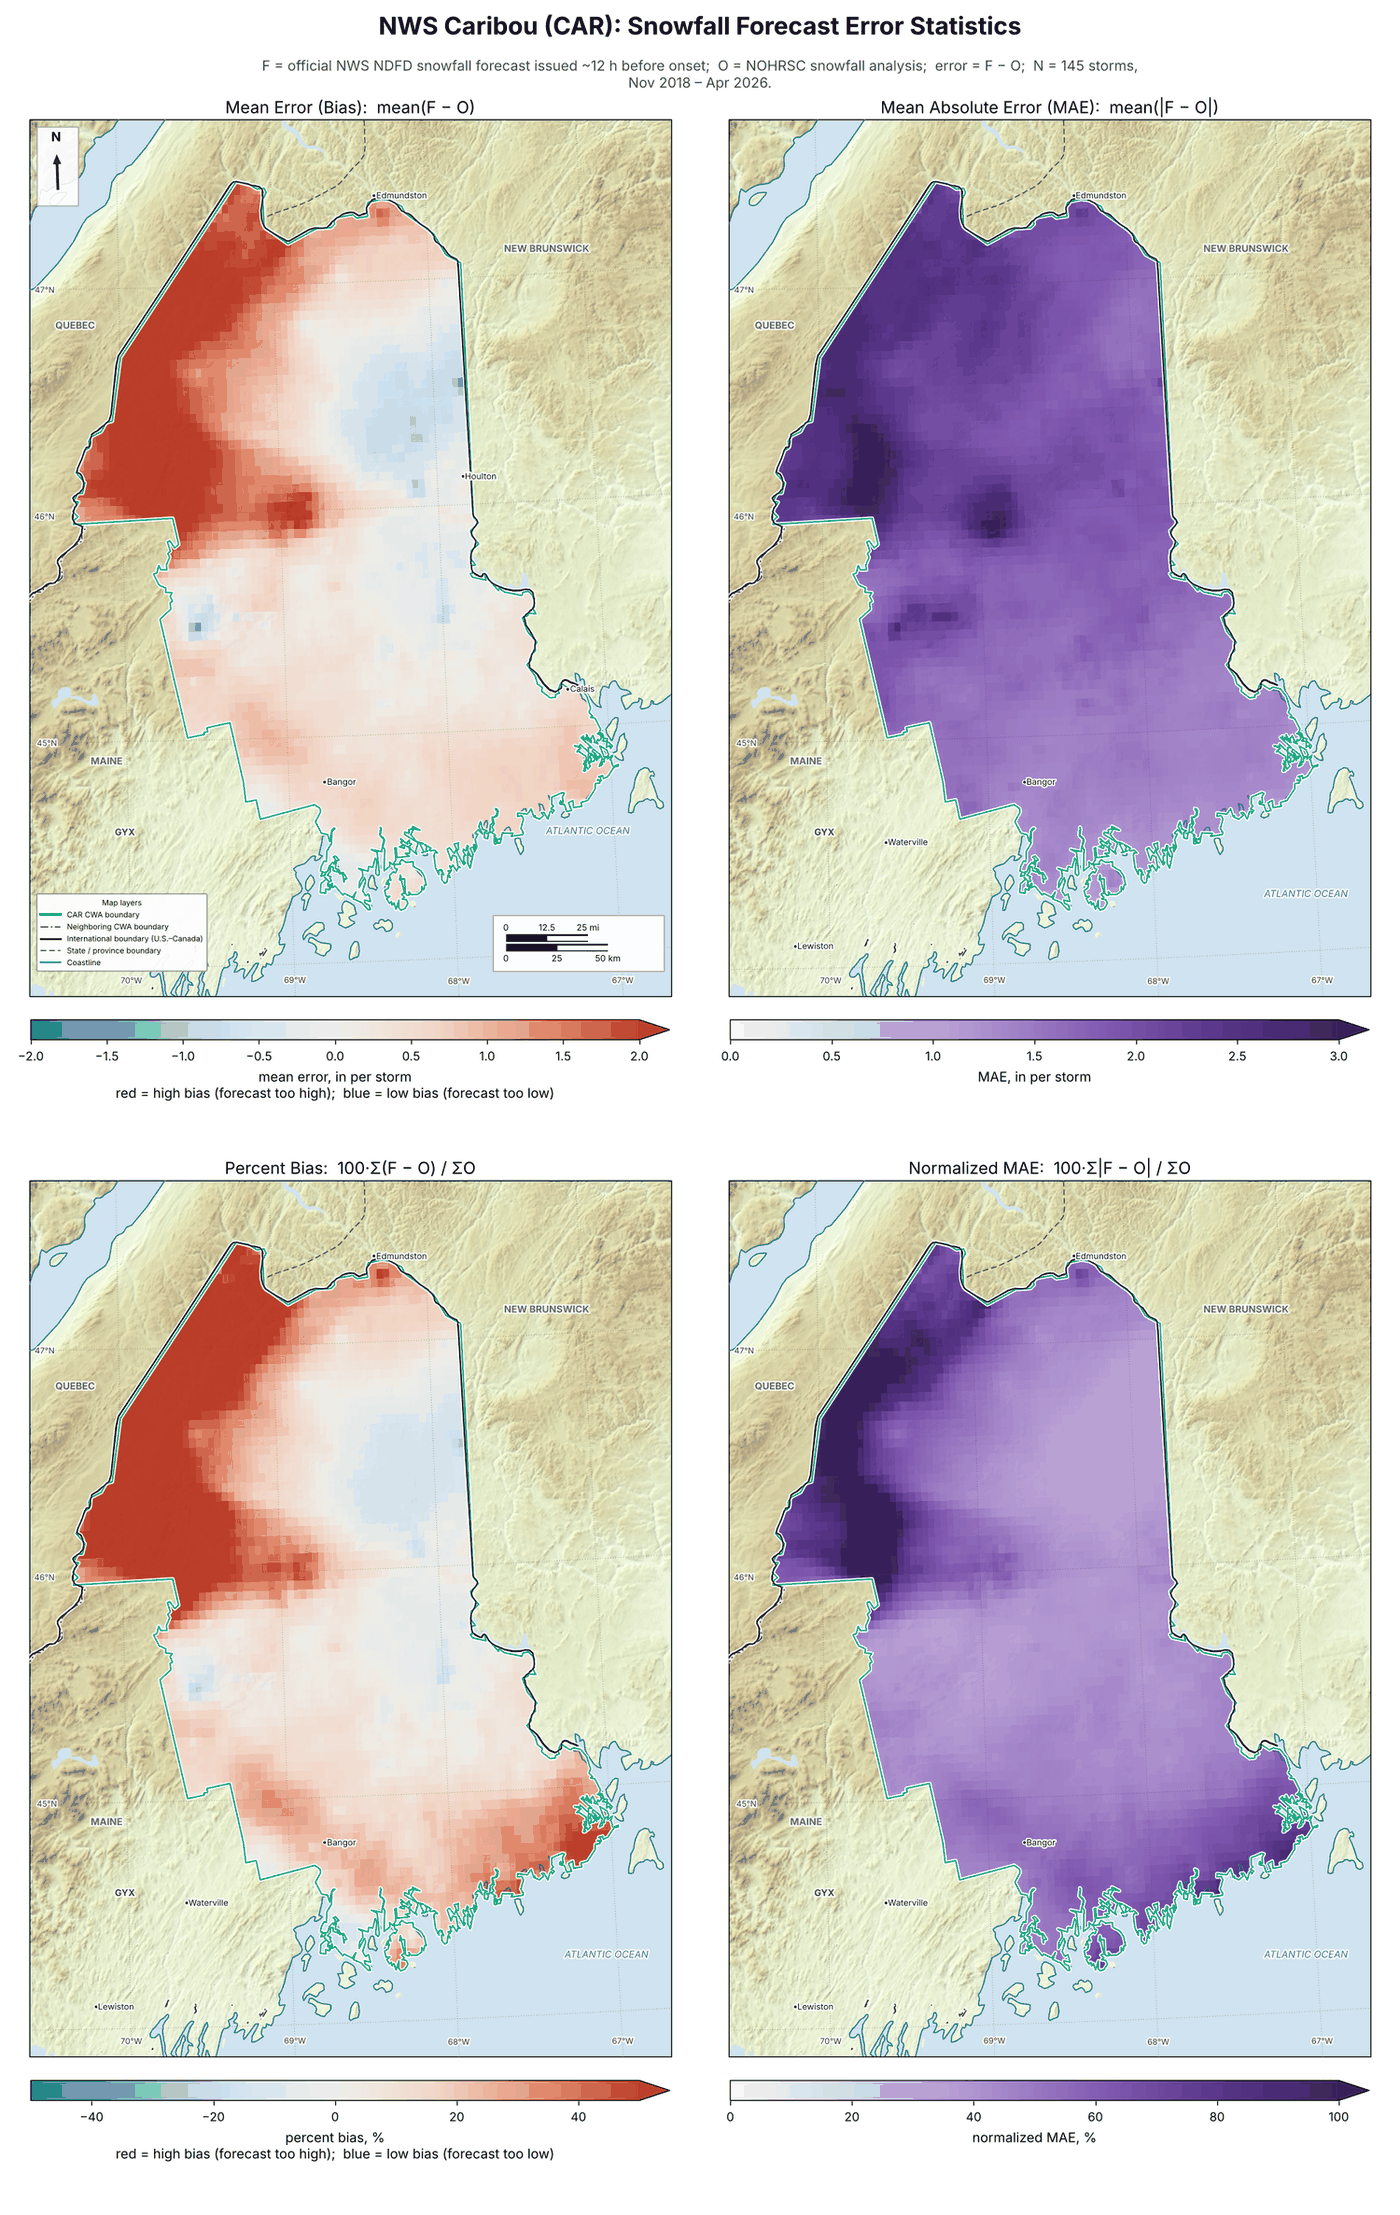 NWS Caribou (CAR): Snowfall Forecast Error Statistics
F = official NWS NDFD snowfall forecast issued ~12 h before onset; O = NOHRSC snowfall analysis; error = F − O; N = 145 storms,
Nov 2018 – Apr 2026.
Mean Error (Bias): mean(F − O)
N
Edmundston
NEW BRUNSWICK
47°N
QUEBEC
Houlton
46°N
Calais
45°N
MAINE
Bangor
GYX
ATLANTIC OCEAN
Map layers
CAR CWA boundary
Neighboring CWA boundary
International boundary (U.S.–Canada)
State / province boundary
Coastline
0 12.5 25 mi
0 25 50 km
70°W 69°W 68°W 67°W
−2.0 −1.5 −1.0 −0.5 0.0 0.5 1.0 1.5 2.0
mean error, in per storm
red = high bias (forecast too high); blue = low bias (forecast too low)
Mean Absolute Error (MAE): mean(|F − O|)
Edmundston
NEW BRUNSWICK
47°N
QUEBEC
46°N
45°N
MAINE
Bangor
GYX
Waterville
ATLANTIC OCEAN
Lewiston
70°W 69°W 68°W 67°W
0.0 0.5 1.0 1.5 2.0 2.5 3.0
MAE, in per storm
Percent Bias: 100·Σ(F − O) / ΣO
Edmundston
NEW BRUNSWICK
47°N
QUEBEC
46°N
45°N
MAINE
Bangor
GYX
Waterville
ATLANTIC OCEAN
Lewiston
70°W 69°W 68°W 67°W
−40 −20 0 20 40
percent bias, %
red = high bias (forecast too high); blue = low bias (forecast too low)
Normalized MAE: 100·Σ|F − O| / ΣO
Edmundston
NEW BRUNSWICK
47°N
QUEBEC
46°N
45°N
MAINE
Bangor
GYX
Waterville
ATLANTIC OCEAN
Lewiston
70°W 69°W 68°W 67°W
0 20 40 60 80 100
normalized MAE, %